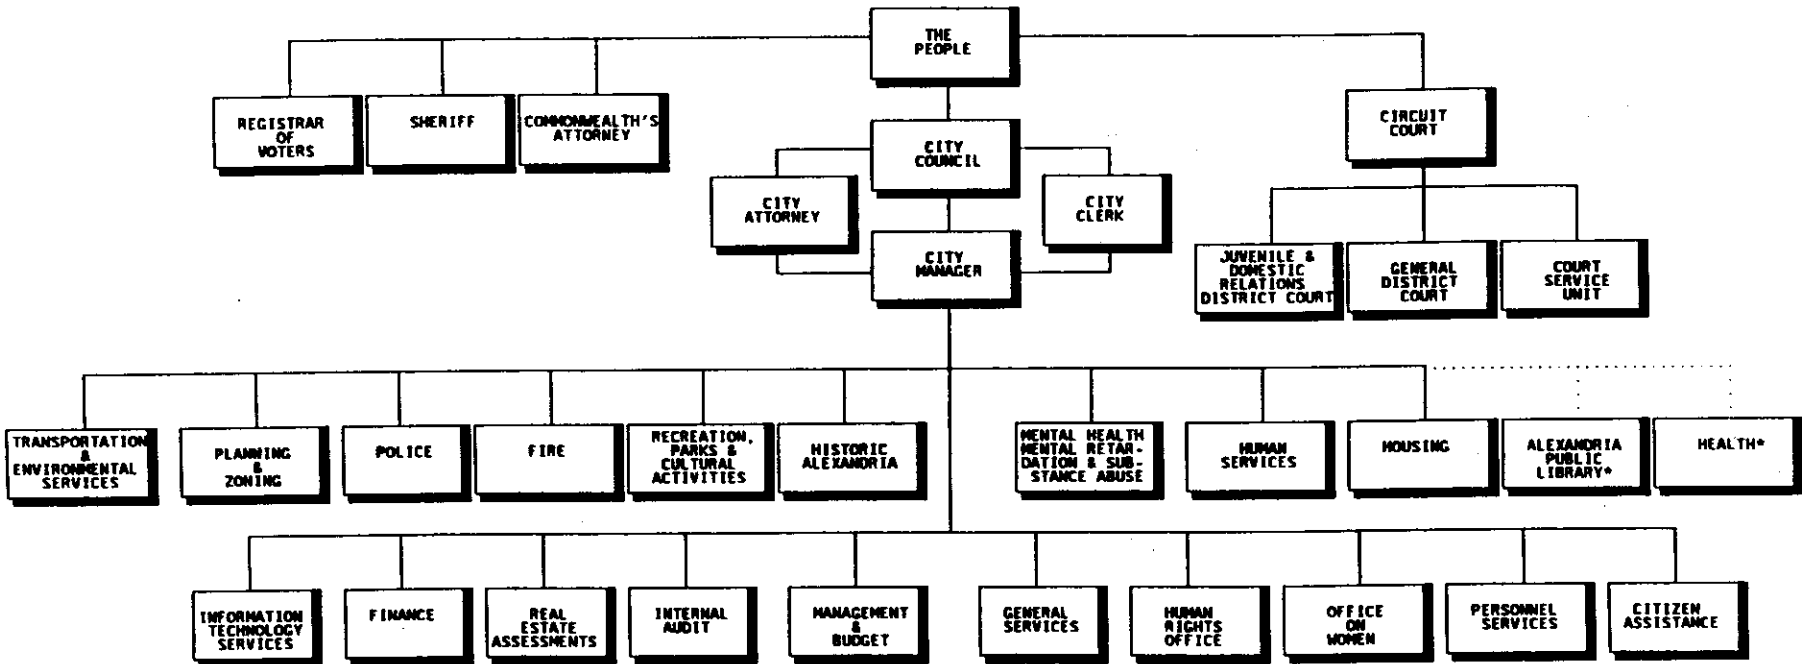 THE
PEOPLE
REGISTRAR
OF
VOTERS
SHERIFF
COMMONWEALTH'S
ATTORNEY
CIRCUIT
COURT
CITY
COUNCIL
CITY
ATTORNEY
CITY
CLERK
CITY
MANAGER
JUVENILE &
DOMESTIC
RELATIONS
DISTRICT COURT
GENERAL
DISTRICT
COURT
COURT
SERVICE
UNIT
TRANSPORTATION
&
ENVIRONMENTAL
SERVICES
PLANNING
&
ZONING
POLICE
FIRE
RECREATION,
PARKS &
CULTURAL
ACTIVITIES
HISTORIC
ALEXANDRIA
MENTAL HEALTH
MENTAL RETAR-
DATION & SUB-
STANCE ABUSE
HUMAN
SERVICES
HOUSING
ALEXANDRIA
PUBLIC
LIBRARY*
HEALTH*
INFORMATION
TECHNOLOGY
SERVICES
FINANCE
REAL
ESTATE
ASSESSMENTS
INTERNAL
AUDIT
MANAGEMENT
&
BUDGET
GENERAL
SERVICES
HUMAN
RIGHTS
OFFICE
OFFICE
ON
WOMEN
PERSONNEL
SERVICES
CITIZEN
ASSISTANCE